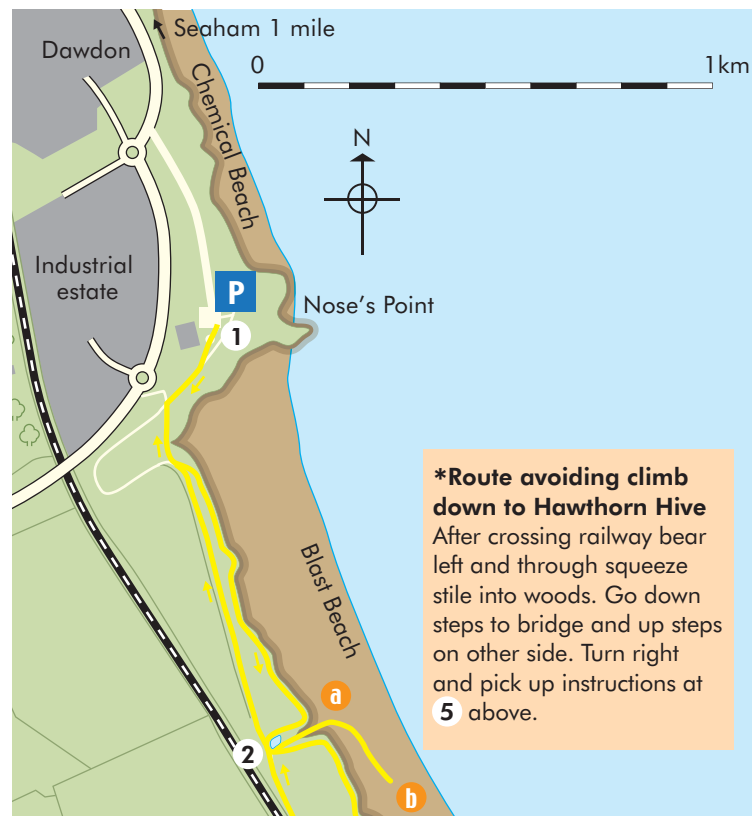 Seaham 1 mile
Dawdon
0
1km
Chemical Beach
N
Industrial
estate
P
Nose's Point
1
*Route avoiding climb
down to Hawthorn Hive
After crossing railway bear
left and through squeeze
stile into woods. Go down
steps to bridge and up steps
on other side. Turn right
and pick up instructions at
5 above.
Blast Beach
a
2
b